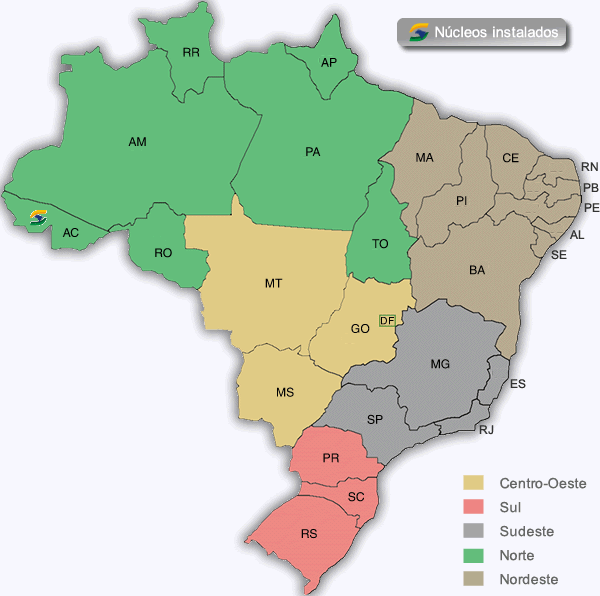 Núcleos instalados
RR
AP
AM
PA
MA
CE
RN
PI
PB
PE
AC
RO
TO
AL
SE
BA
MT
GO
DF
MG
ES
MS
SP
RJ
PR
SC
RS
Centro-Oeste
Sul
Sudeste
Norte
Nordeste